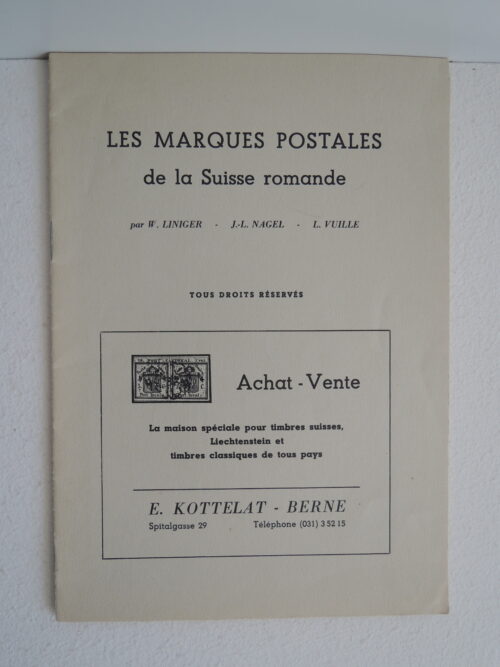 LES MARQUES POSTALES
de la Suisse romande
par W. LINIGER - J.-L. NAGEL - L. VUILLE
TOUS DROITS RÉSERVÉS
Achat - Vente
La maison spéciale pour timbres suisses,
Liechtenstein et
timbres classiques de tous pays
E. KOTTELAT - BERNE
Spitalgasse 29 Téléphone (031) 3 52 15